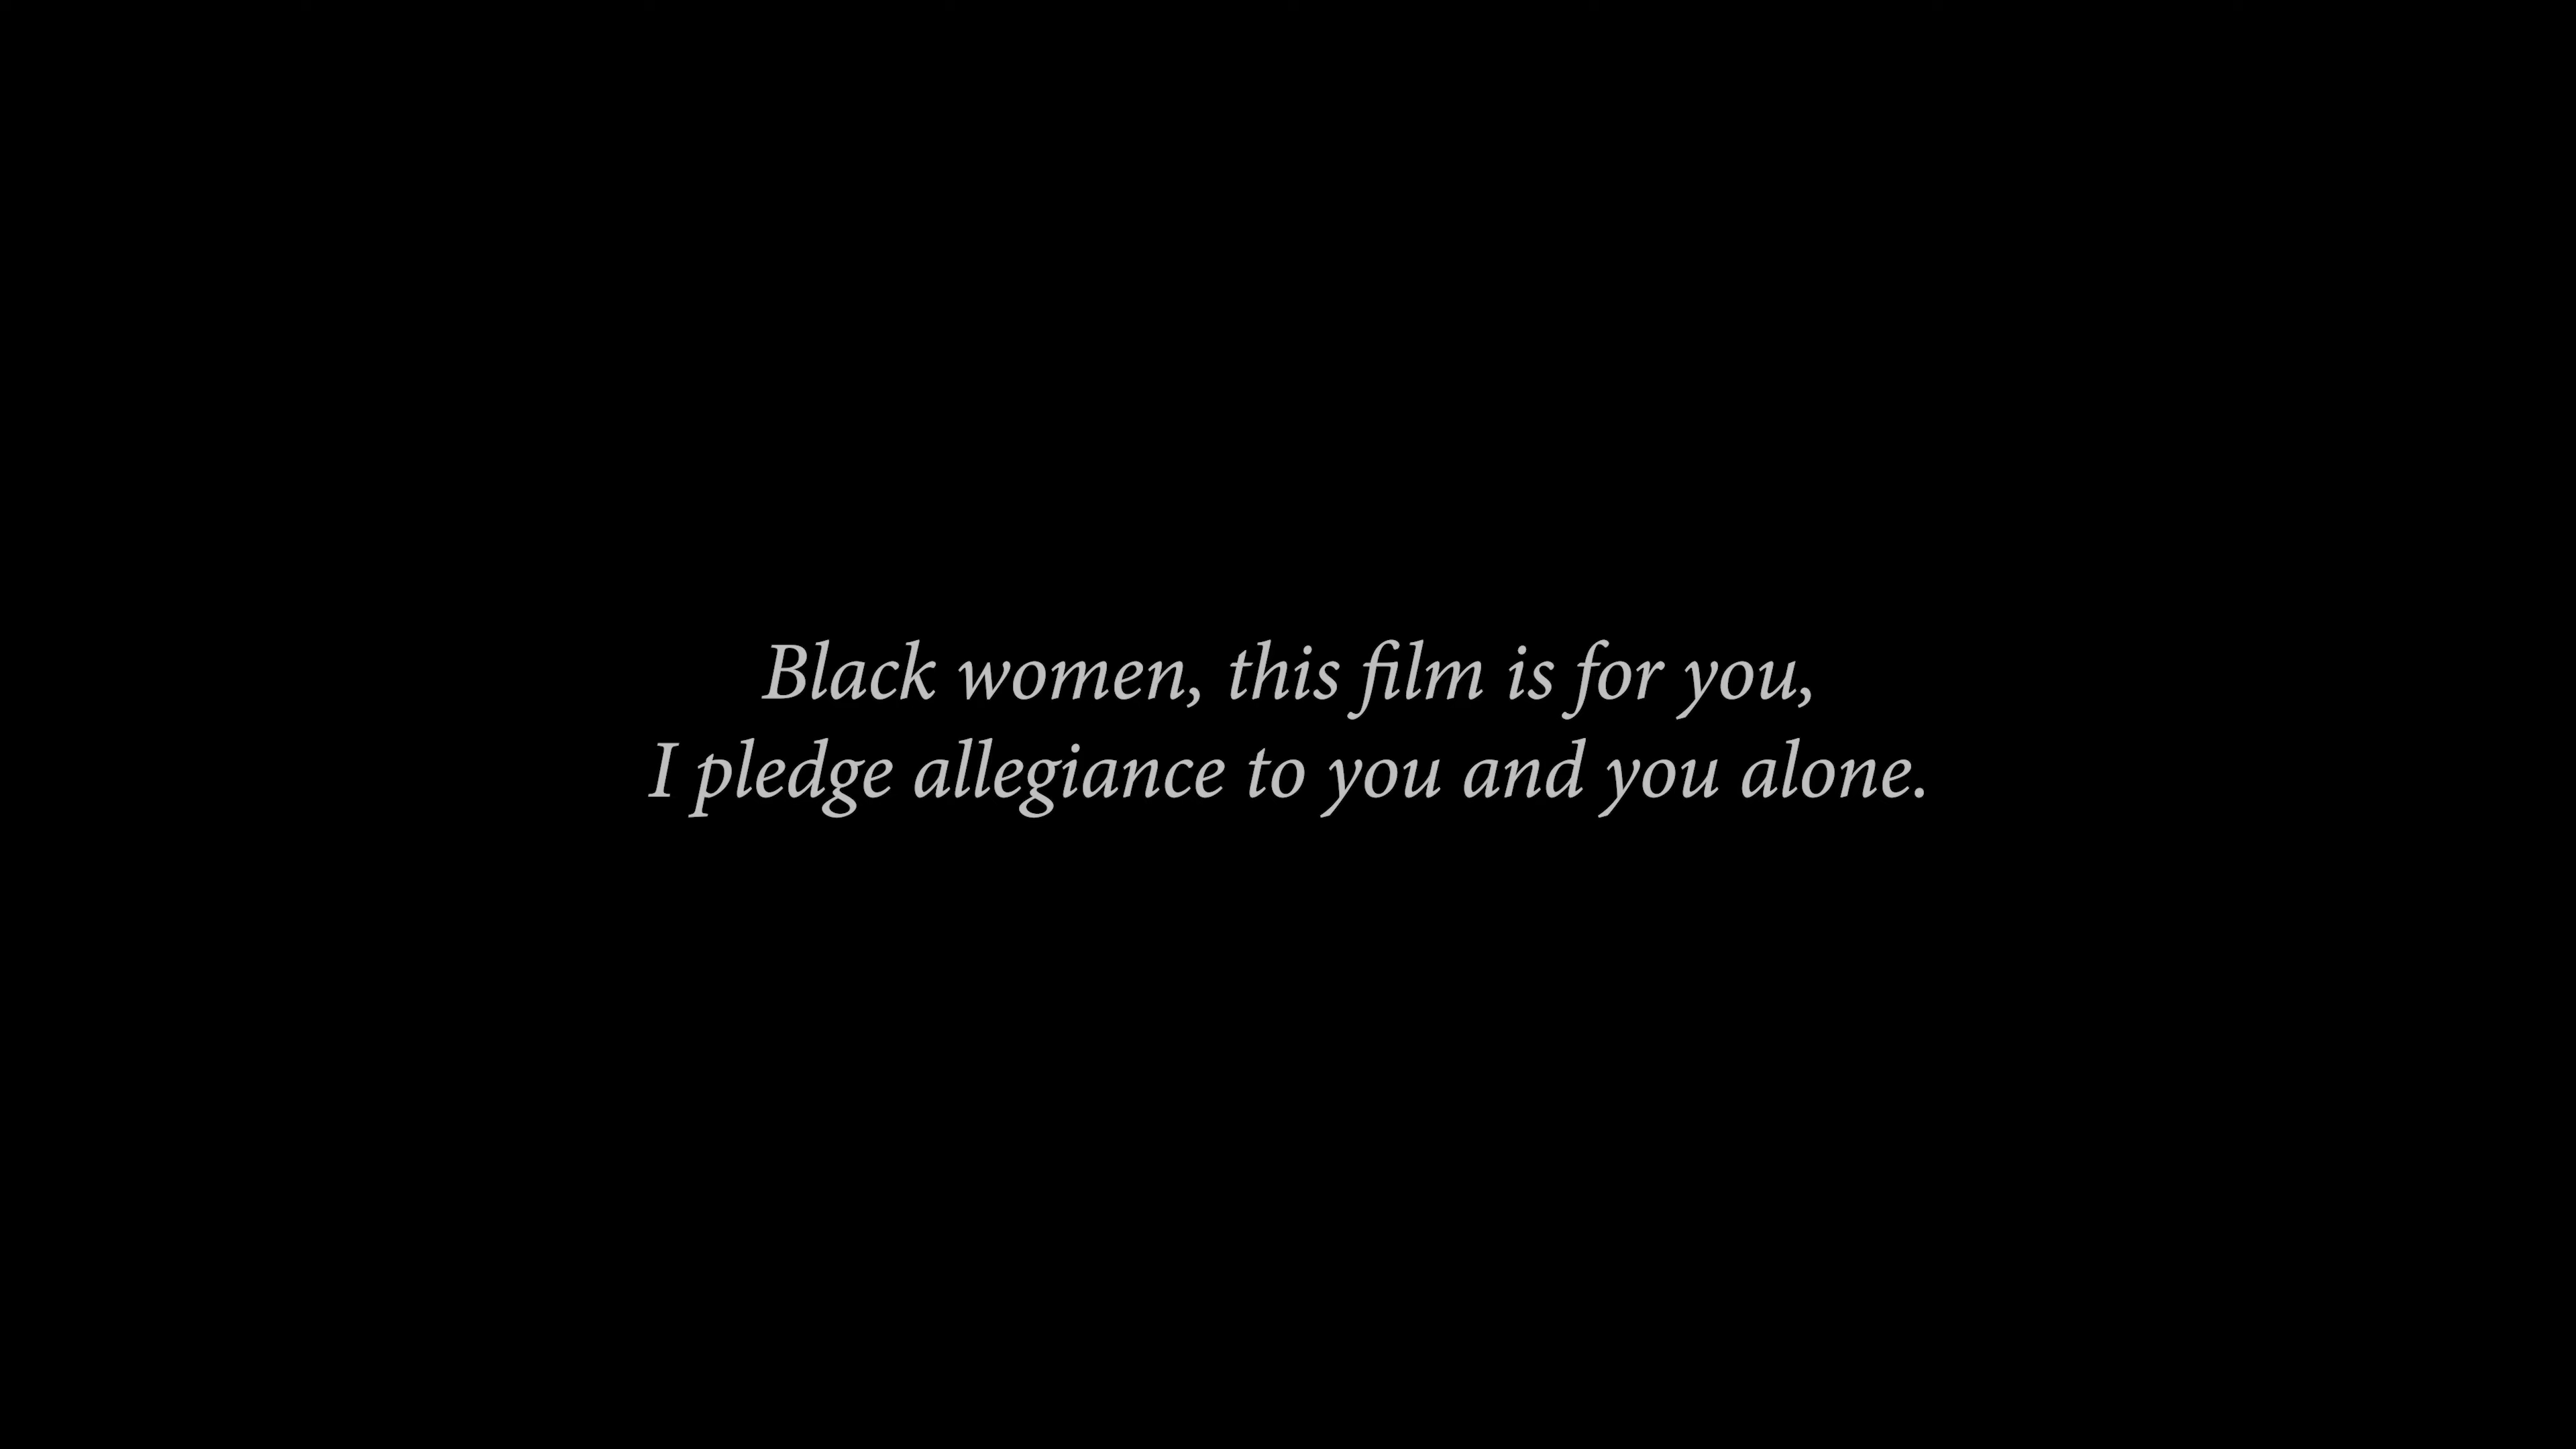 Black women, this film is for you,
I pledge allegiance to you and you alone.